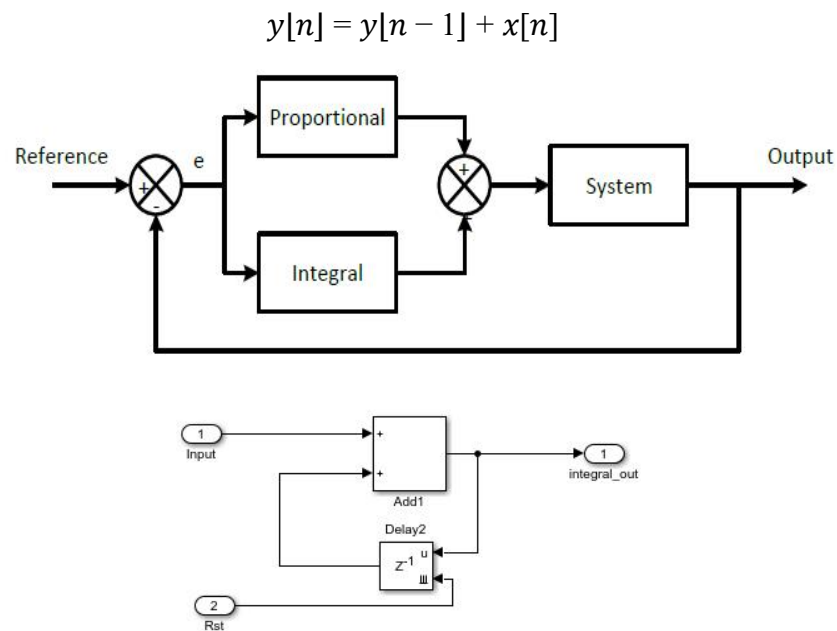 y⌊n⌋ = y⌊n − 1⌋ + x[n]
Proportional
Reference
e
+
-
+
-
System
Output
Integral
1
Input
+
+
Add1
1
integral_out
Delay2
Z-1
u
2
Rst